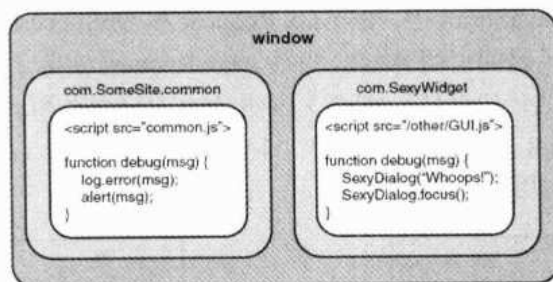 window
com.SomeSite.common
<script src="common.js">
function debug(msg) {
log.error(msg);
alert(msg);
}
com.SexyWidget
<script src="/other/GUI.js">
function debug(msg) {
SexyDialog("Whoops!");
SexyDialog.focus();
}